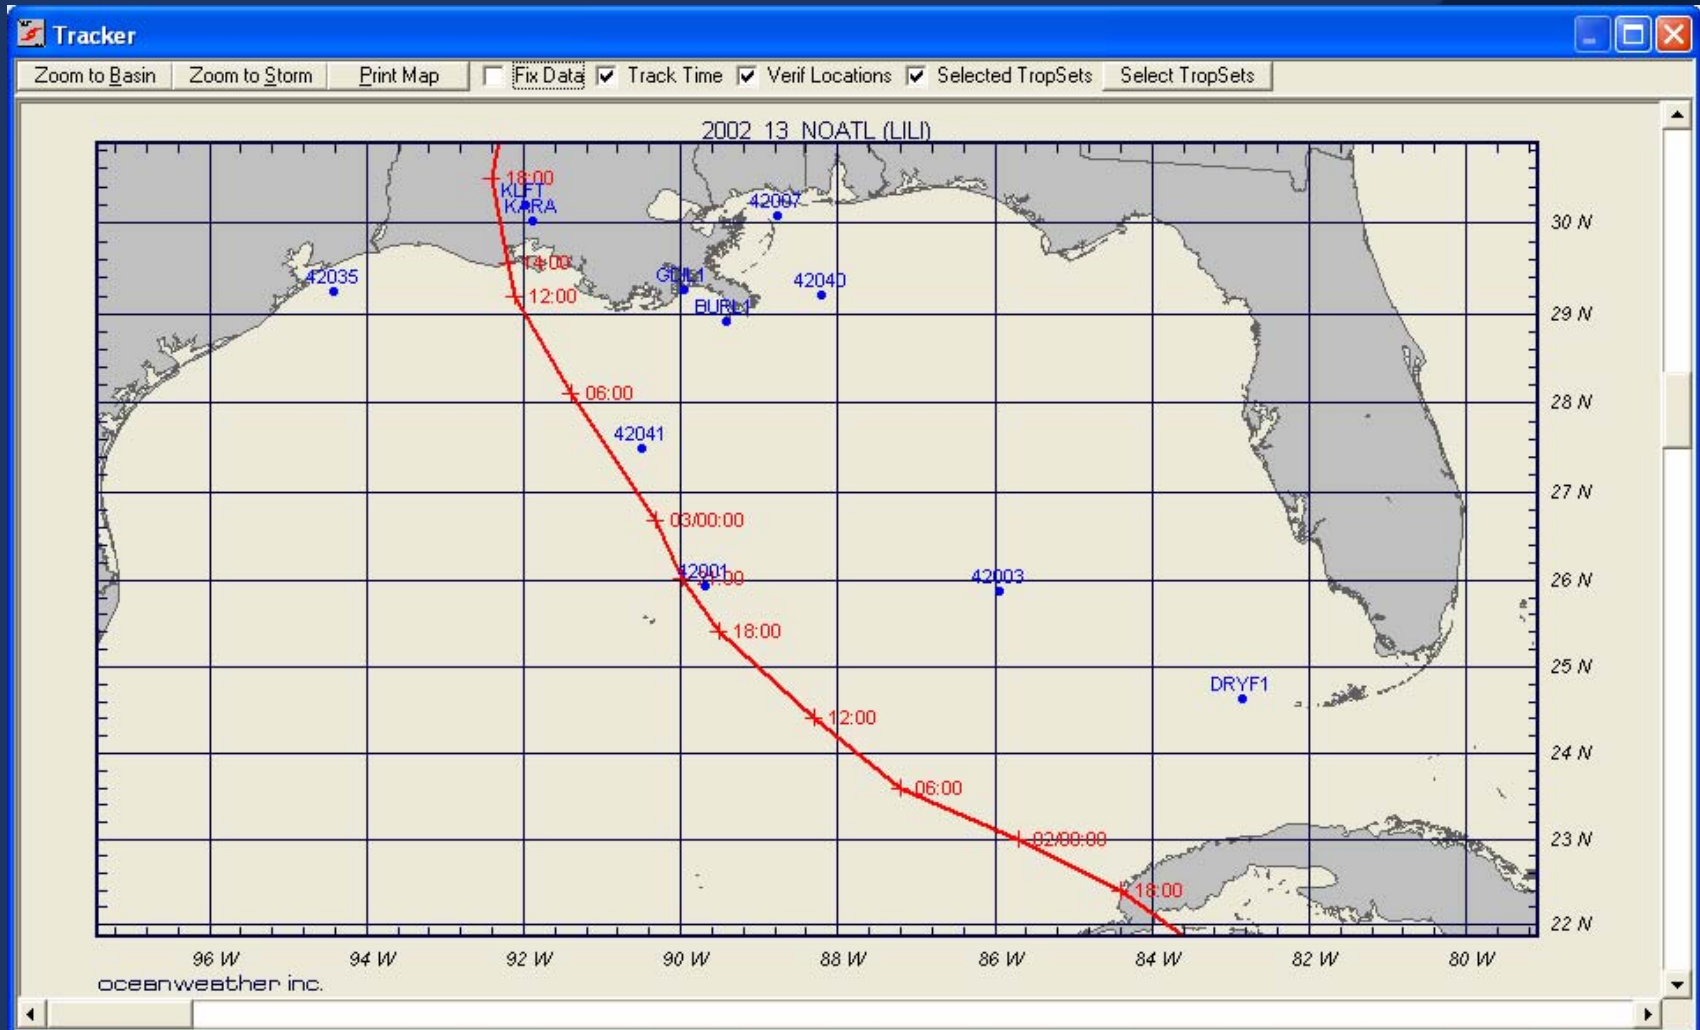 Tracker
Zoom to Basin Zoom to Storm Print Map Fix Data Track Time Verif Locations Selected TropSets Select TropSets
2002 13 NOATL (LILI)
18:00
KLFT
KARA
42007
30 N
14:00
42035
GDIL1
42040
12:00
BURL1
29 N
06:00
28 N
42041
27 N
03/00:00
42001
21:00
42003
26 N
18:00
25 N
DRYF1
12:00
24 N
06:00
02/00:00
23 N
18:00
22 N
96 W 94 W 92 W 90 W 88 W 86 W 84 W 82 W 80 W
oceanweather inc.